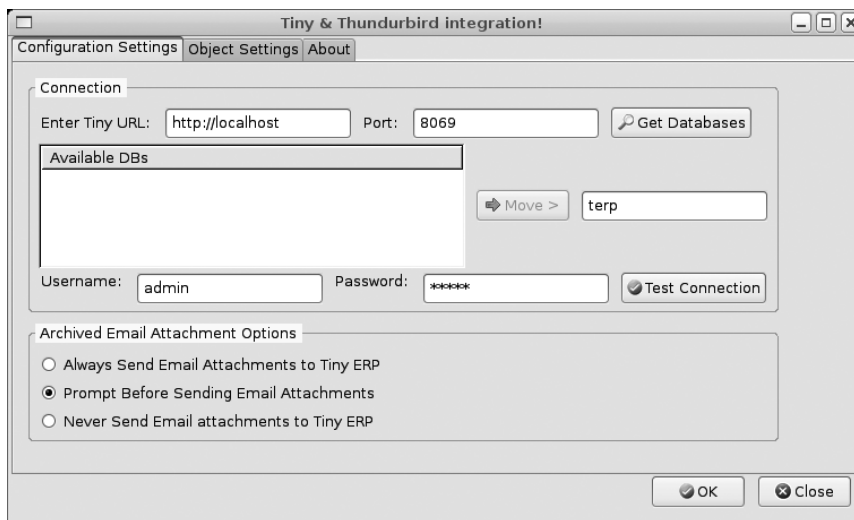 Tiny & Thundurbird integration!
Configuration Settings Object Settings About
Connection
Enter Tiny URL: http://localhost Port: 8069 Get Databases
Available DBs
Move > terp
Username: admin Password: ***** Test Connection
Archived Email Attachment Options
Always Send Email Attachments to Tiny ERP
Prompt Before Sending Email Attachments
Never Send Email attachments to Tiny ERP
OK Close